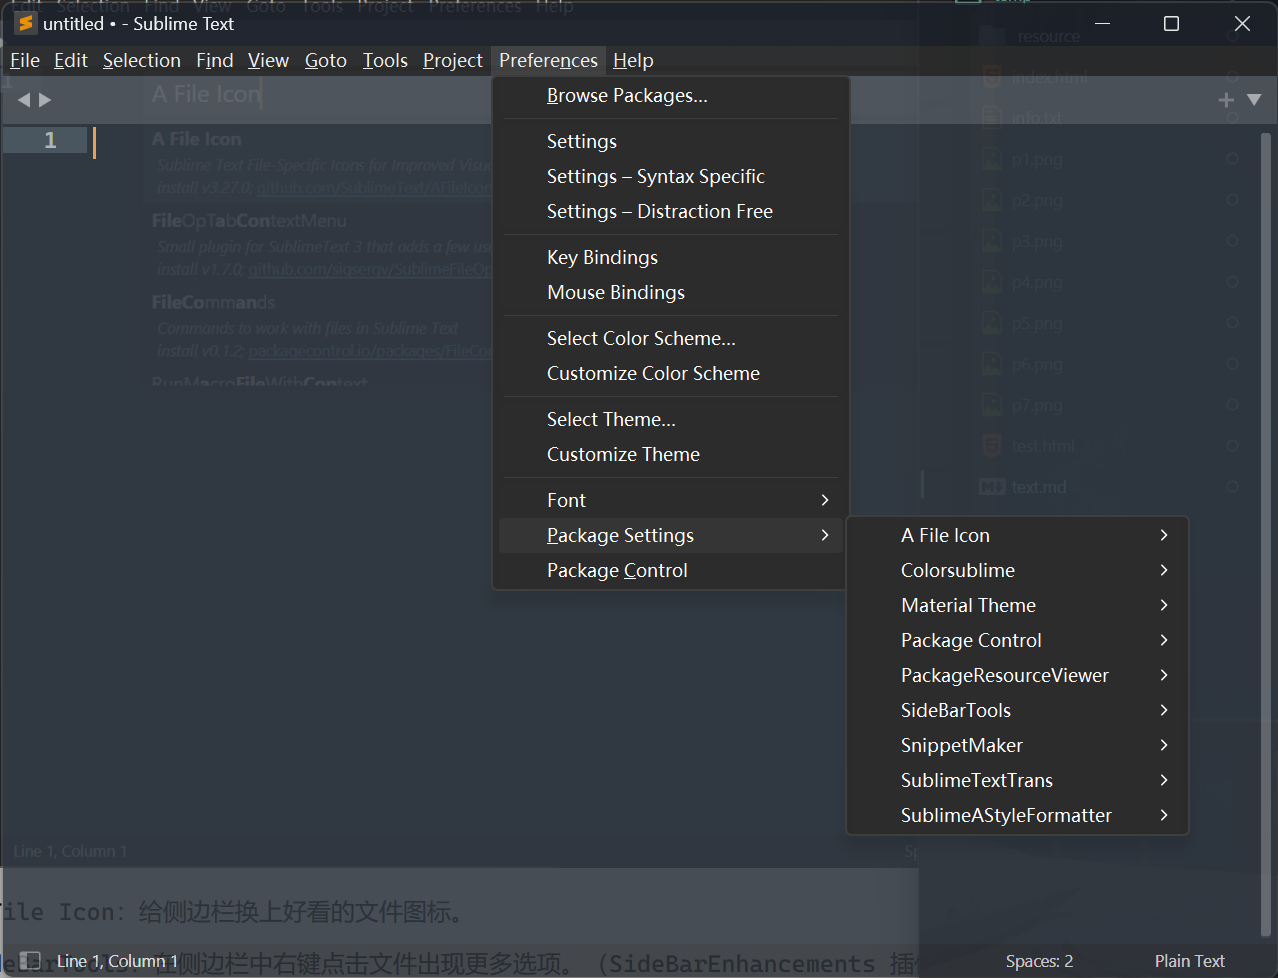 untitled • - Sublime Text
File Edit Selection Find View Goto Tools Project Preferences Help
A File Icon
1
Browse Packages...
Settings
Settings – Syntax Specific
Settings – Distraction Free
Key Bindings
Mouse Bindings
Select Color Scheme...
Customize Color Scheme
Select Theme...
Customize Theme
Font
Package Settings
Package Control
A File Icon
Colorsublime
Material Theme
Package Control
PackageResourceViewer
SideBarTools
SnippetMaker
SublimeTextTrans
SublimeAStyleFormatter
A File Icon
Sublime Text File-Specific Icons for Improved Visu
install v3.27.0; github.com/SublimeText/AFileIcon
FileOpTabContextMenu
Small plugin for SublimeText 3 that adds a few us
install v1.7.0; github.com/sigsergv/SublimeFileOp
FileCommands
Commands to work with files in Sublime Text
install v0.1.2; packagecontrol.io/packages/FileCo
RunMacroFileWithContext
resource
index.html
info.txt
p1.png
p2.png
p3.png
p4.png
p5.png
p6.png
p7.png
test.html
text.md
Line 1, Column 1
Sp
ile Icon: 给侧边栏换上好看的文件图标。
eBarTools: 在侧边栏中右键点击文件出现更多选项。（SideBarEnhancements 插
Line 1, Column 1
Spaces: 2
Plain Text